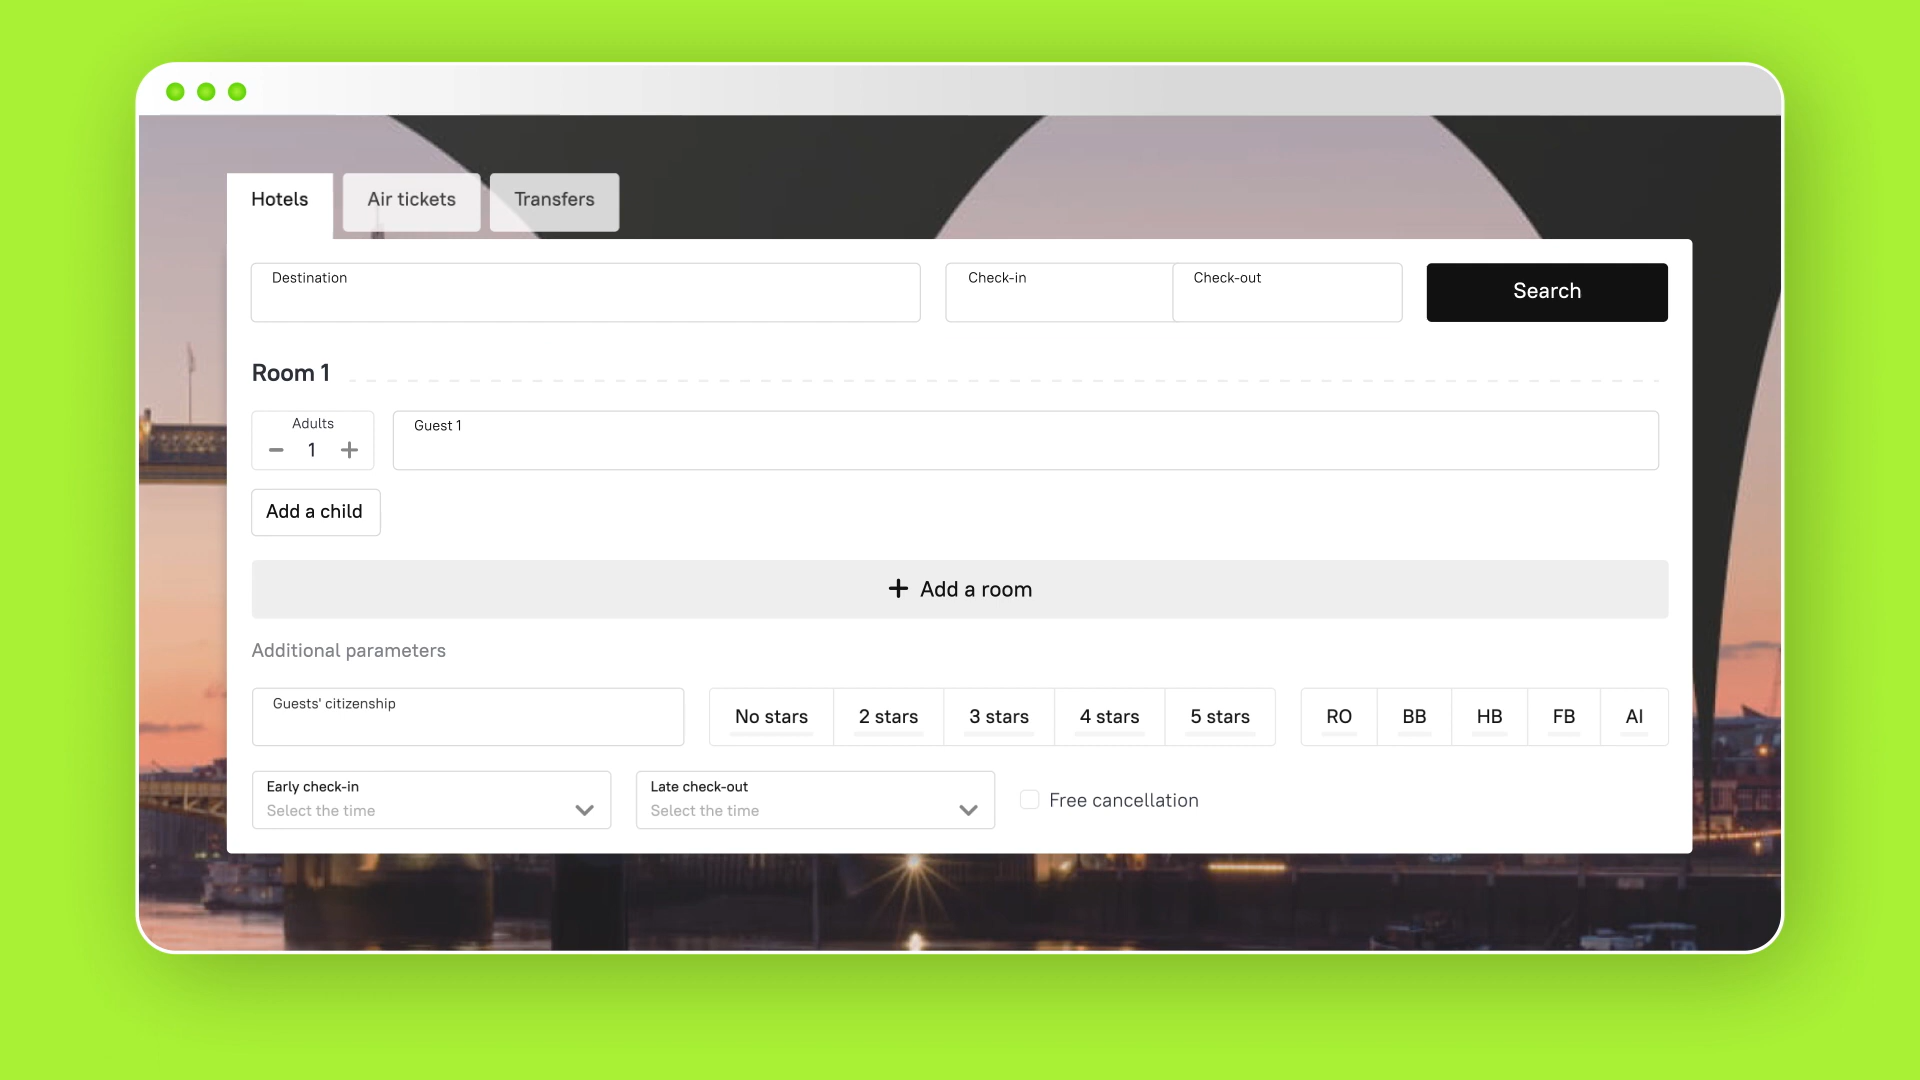 Hotels Air tickets Transfers
Destination Check-in Check-out Search
Room 1
Adults Guest 1
1
Add a child
Add a room
Additional parameters
Guests' citizenship
No stars 2 stars 3 stars 4 stars 5 stars RO BB HB FB AI
Early check-in Late check-out
Select the time Select the time Free cancellation